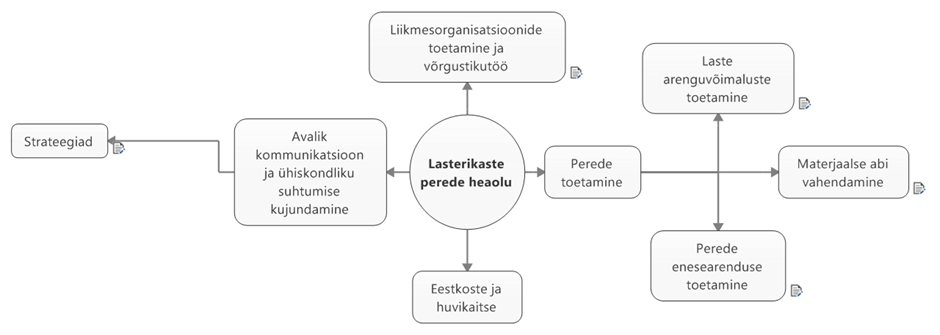 Liikmesorganisatsioonide
toetamine ja
võrgustikutöö
Laste
arenguvõimaluste
toetamine
Strateegiad
Avalik
kommunikatsioon
ja ühiskondliku
suhtumise
kujundamine
Lasterikaste
perede heaolu
Perede
toetamine
Materjaalse abi
vahendamine
Perede
enesearenduse
toetamine
Eestkoste ja
huvikaitse